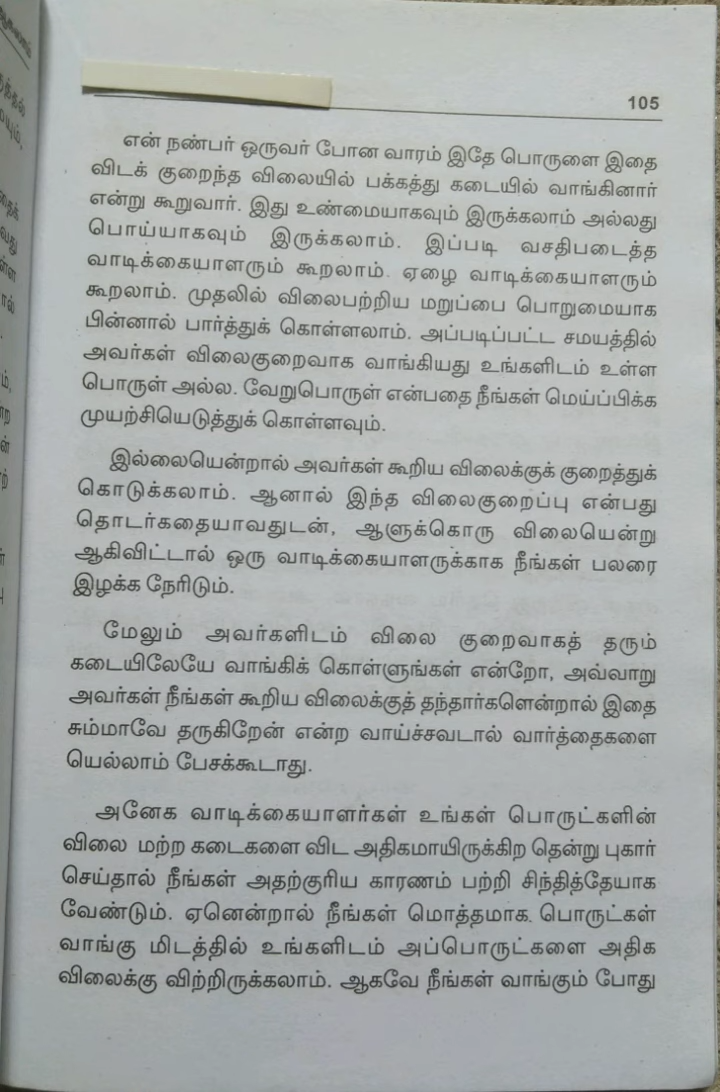 105
என் நண்பர் ஒருவர் போன வாரம் இதே பொருளை இதை
விடக் குறைந்த விலையில் பக்கத்து கடையில் வாங்கினார்
என்று கூறுவார். இது உண்மையாகவும் இருக்கலாம் அல்லது
பொய்யாகவும் இருக்கலாம். இப்படி வசதிபடைத்த
வாடிக்கையாளரும் கூறலாம். ஏழை வாடிக்கையாளரும்
கூறலாம். முதலில் விலைபற்றிய மறுப்பை பொறுமையாக
பின்னால் பார்த்துக் கொள்ளலாம். அப்படிப்பட்ட சமயத்தில்
அவர்கள் விலைகுறைவாக வாங்கியது உங்களிடம் உள்ள
பொருள் அல்ல. வேறுபொருள் என்பதை நீங்கள் மெய்ப்பிக்க
முயற்சியெடுத்துக் கொள்ளவும்.
இல்லையென்றால் அவர்கள் கூறிய விலைக்குக் குறைத்துக்
கொடுக்கலாம். ஆனால் இந்த விலைகுறைப்பு என்பது
தொடர்கதையாவதுடன், ஆளுக்கொரு விலையென்று
ஆகிவிட்டால் ஒரு வாடிக்கையாளருக்காக நீங்கள் பலரை
இழக்க நேரிடும்.
மேலும் அவர்களிடம் விலை குறைவாகத் தரும்
கடையிலேயே வாங்கிக் கொள்ளுங்கள் என்றோ, அவ்வாறு
அவர்கள் நீங்கள் கூறிய விலைக்குத் தந்தார்களென்றால் இதை
சும்மாவே தருகிறேன் என்ற வாய்ச்சவடால் வார்த்தைகளை
யெல்லாம் பேசக்கூடாது.
அனேக வாடிக்கையாளர்கள் உங்கள் பொருட்களின்
விலை மற்ற கடைகளை விட அதிகமாயிருக்கிற தென்று புகார்
செய்தால் நீங்கள் அதற்குரிய காரணம் பற்றி சிந்தித்தேயாக
வேண்டும். ஏனென்றால் நீங்கள் மொத்தமாக பொருட்கள்
வாங்கு மிடத்தில் உங்களிடம் அப்பொருட்களை அதிக
விலைக்கு விற்றிருக்கலாம். ஆகவே நீங்கள் வாங்கும் போது